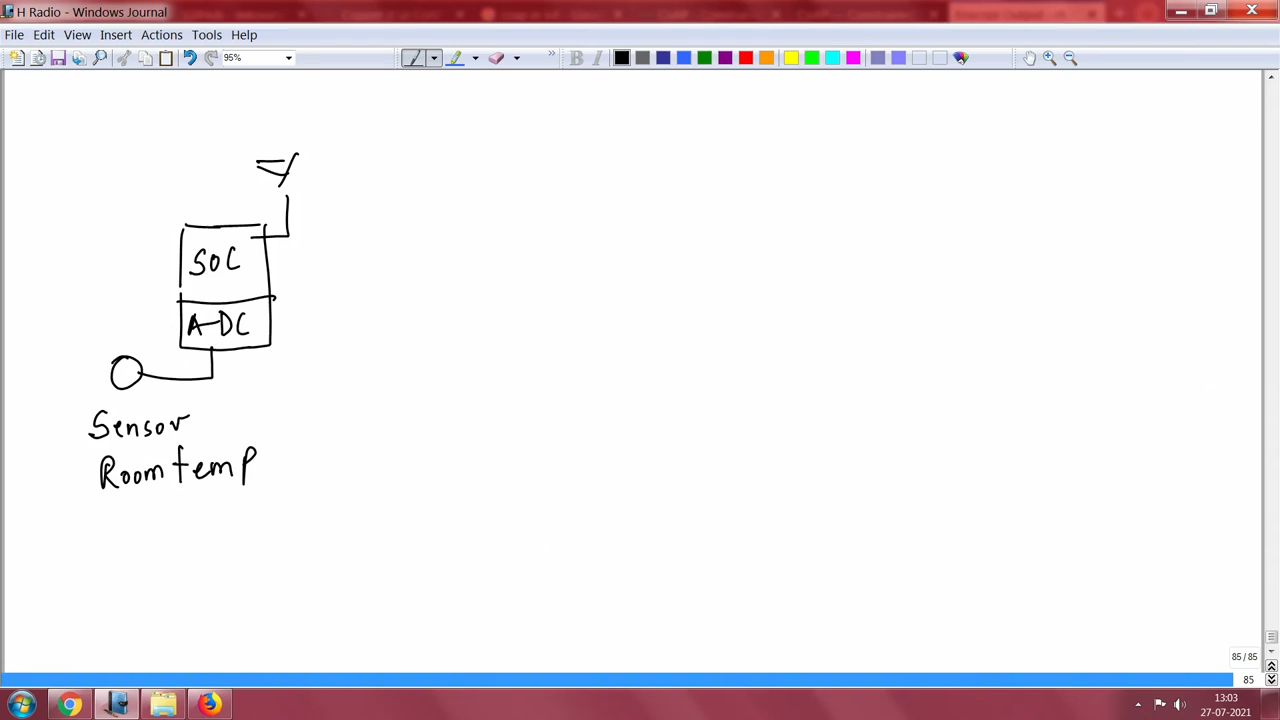 H Radio - Windows Journal
File Edit View Insert Actions Tools Help
95%
B I
SOC
A-DC
Sensor
Room temp
85 / 85
85
13:03
27-07-2021